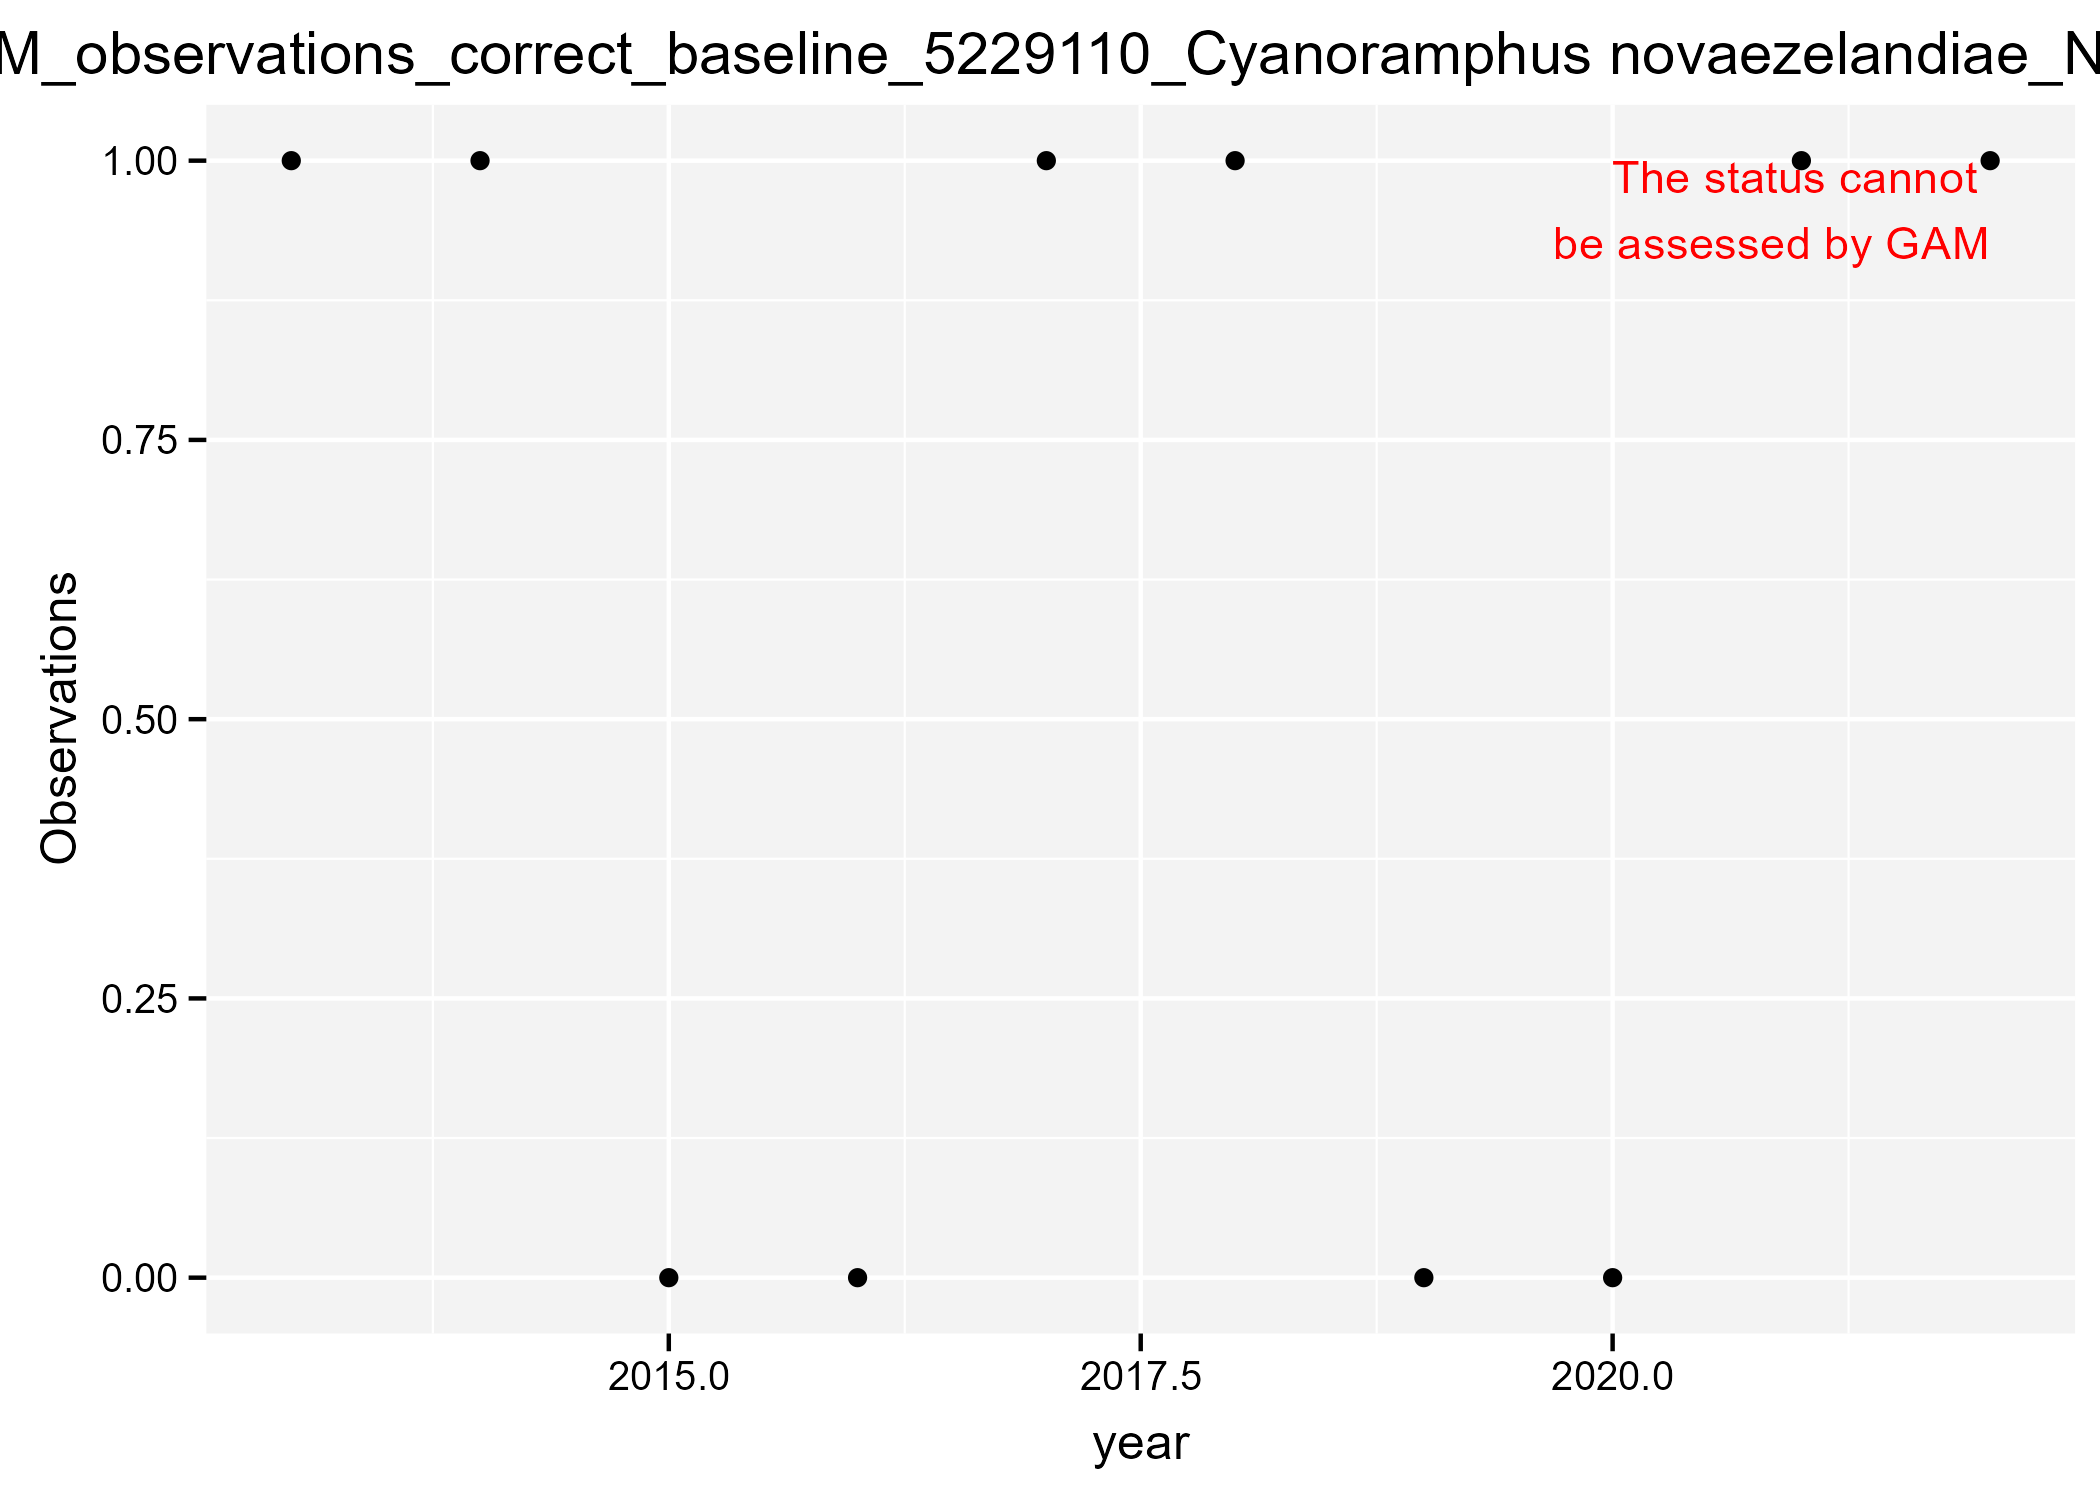 M_observations_correct_baseline_5229110_Cyanoramphus novaezelandiae_N
1.00
The status cannot
be assessed by GAM
0.75
Observations
0.50
0.25
0.00
2015.0 2017.5 2020.0
year